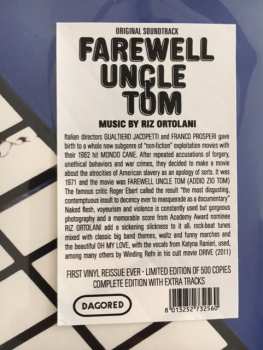 ORIGINAL SOUNDTRACK
FAREWELL
UNCLE
TOM
MUSIC BY RIZ ORTOLANI
Italian directors GUALTIERO JACOPETTI and FRANCO PROSPERI gave
birth to a whole new subgenre of "non-fiction" exploitation movies with
their 1962 hit MONDO CANE. After repeated accusations of forgery,
unethical behaviors and war crimes, they decided to make a movie
about the atrocities of American slavery as an apology of sorts. It was
1971 and the movie was FAREWELL UNCLE TOM (ADDIO ZIO TOM)
The famous critic Roger Ebert called the result "the most disgusting,
contemptuous insult to decency ever to masquerade as a documentary"
Naked flesh, voyeurism and violence is constantly used but gorgeous
photography and a memorable score from Academy Award nominee
RIZ ORTOLANI add a sickening slickness to it all. rock-beat tunes
mixed with classic big band themes, waltz and funny marches and
the beautiful OH MY LOVE, with the vocals from Katyna Ranieri, used,
among many others by Winding Refn in his cult movie DRIVE (2011)
FIRST VINYL REISSUE EVER - LIMITED EDITION OF 500 COPIES
COMPLETE EDITION WITH EXTRA TRACKS
DAGORED
8 013252 732560